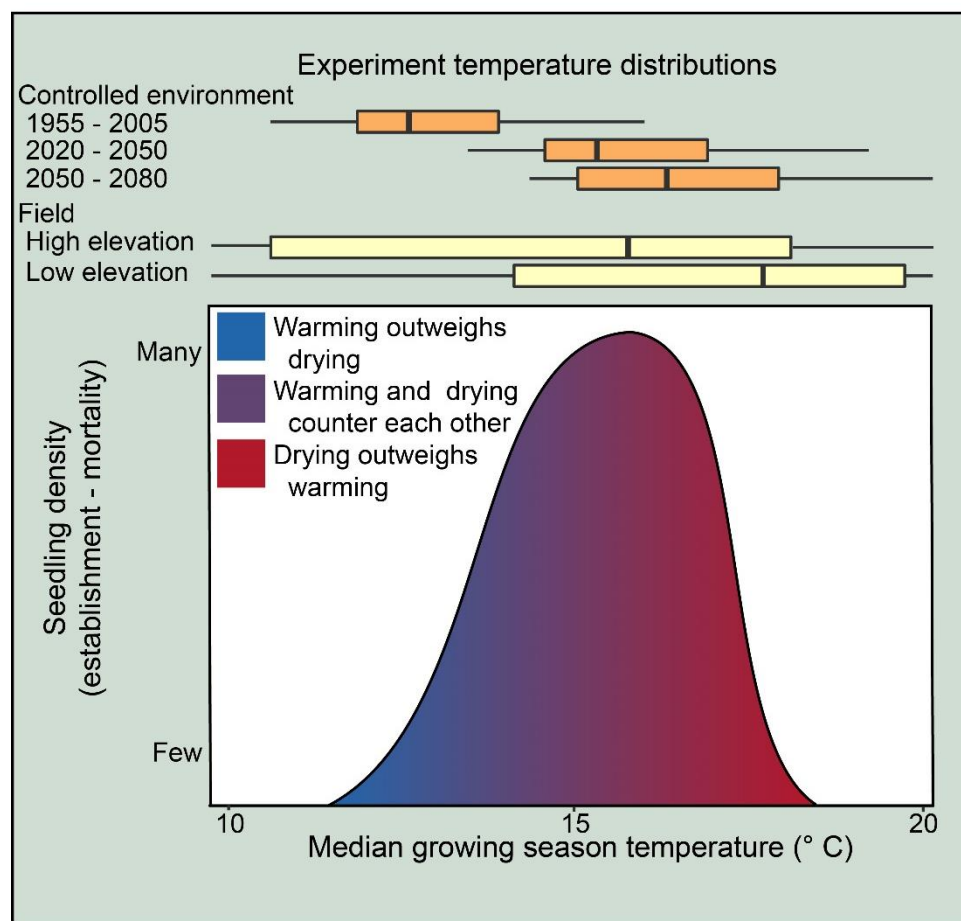 Experiment temperature distributions
Controlled environment
1955 - 2005
2020 - 2050
2050 - 2080
Field
High elevation
Low elevation
Warming outweighs
drying
Warming and drying
counter each other
Drying outweighs
warming
Many
Few
Seedling density
(establishment - mortality)
10
15
20
Median growing season temperature (° C)